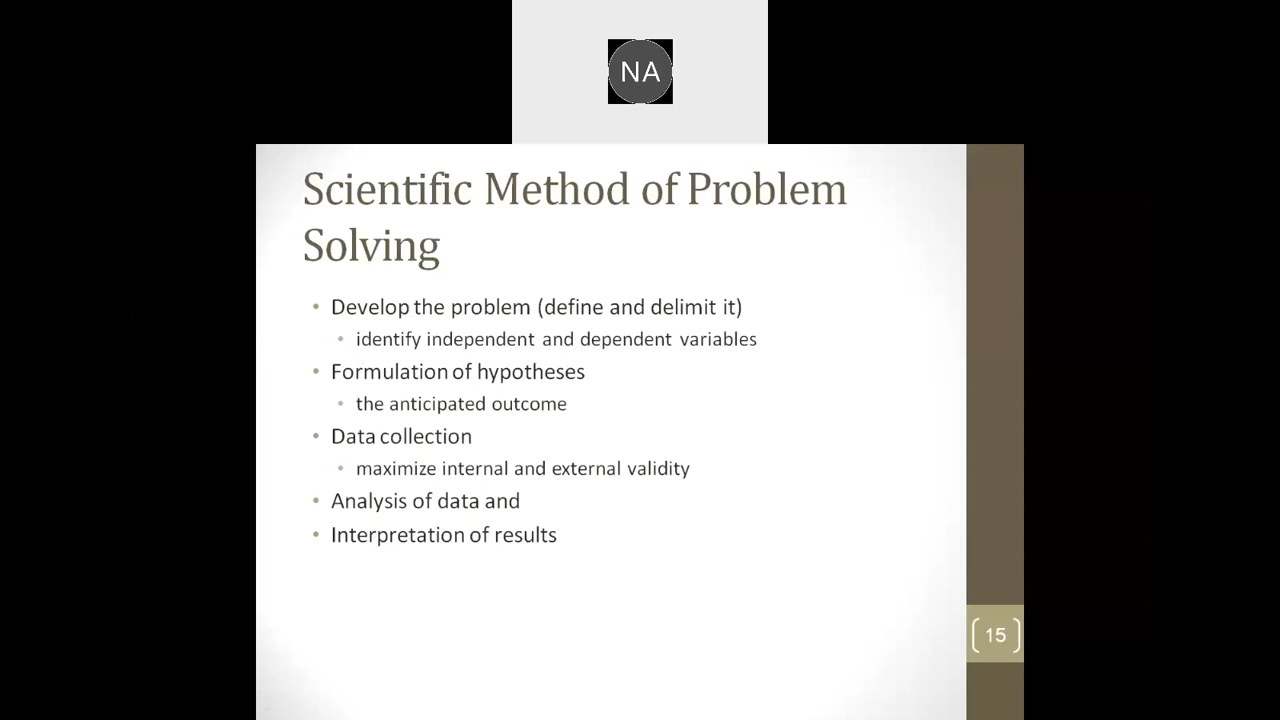 NA
Scientific Method of Problem
Solving
• Develop the problem (define and delimit it)
• identify independent and dependent variables
• Formulation of hypotheses
• the anticipated outcome
• Data collection
• maximize internal and external validity
• Analysis of data and
• Interpretation of results
15